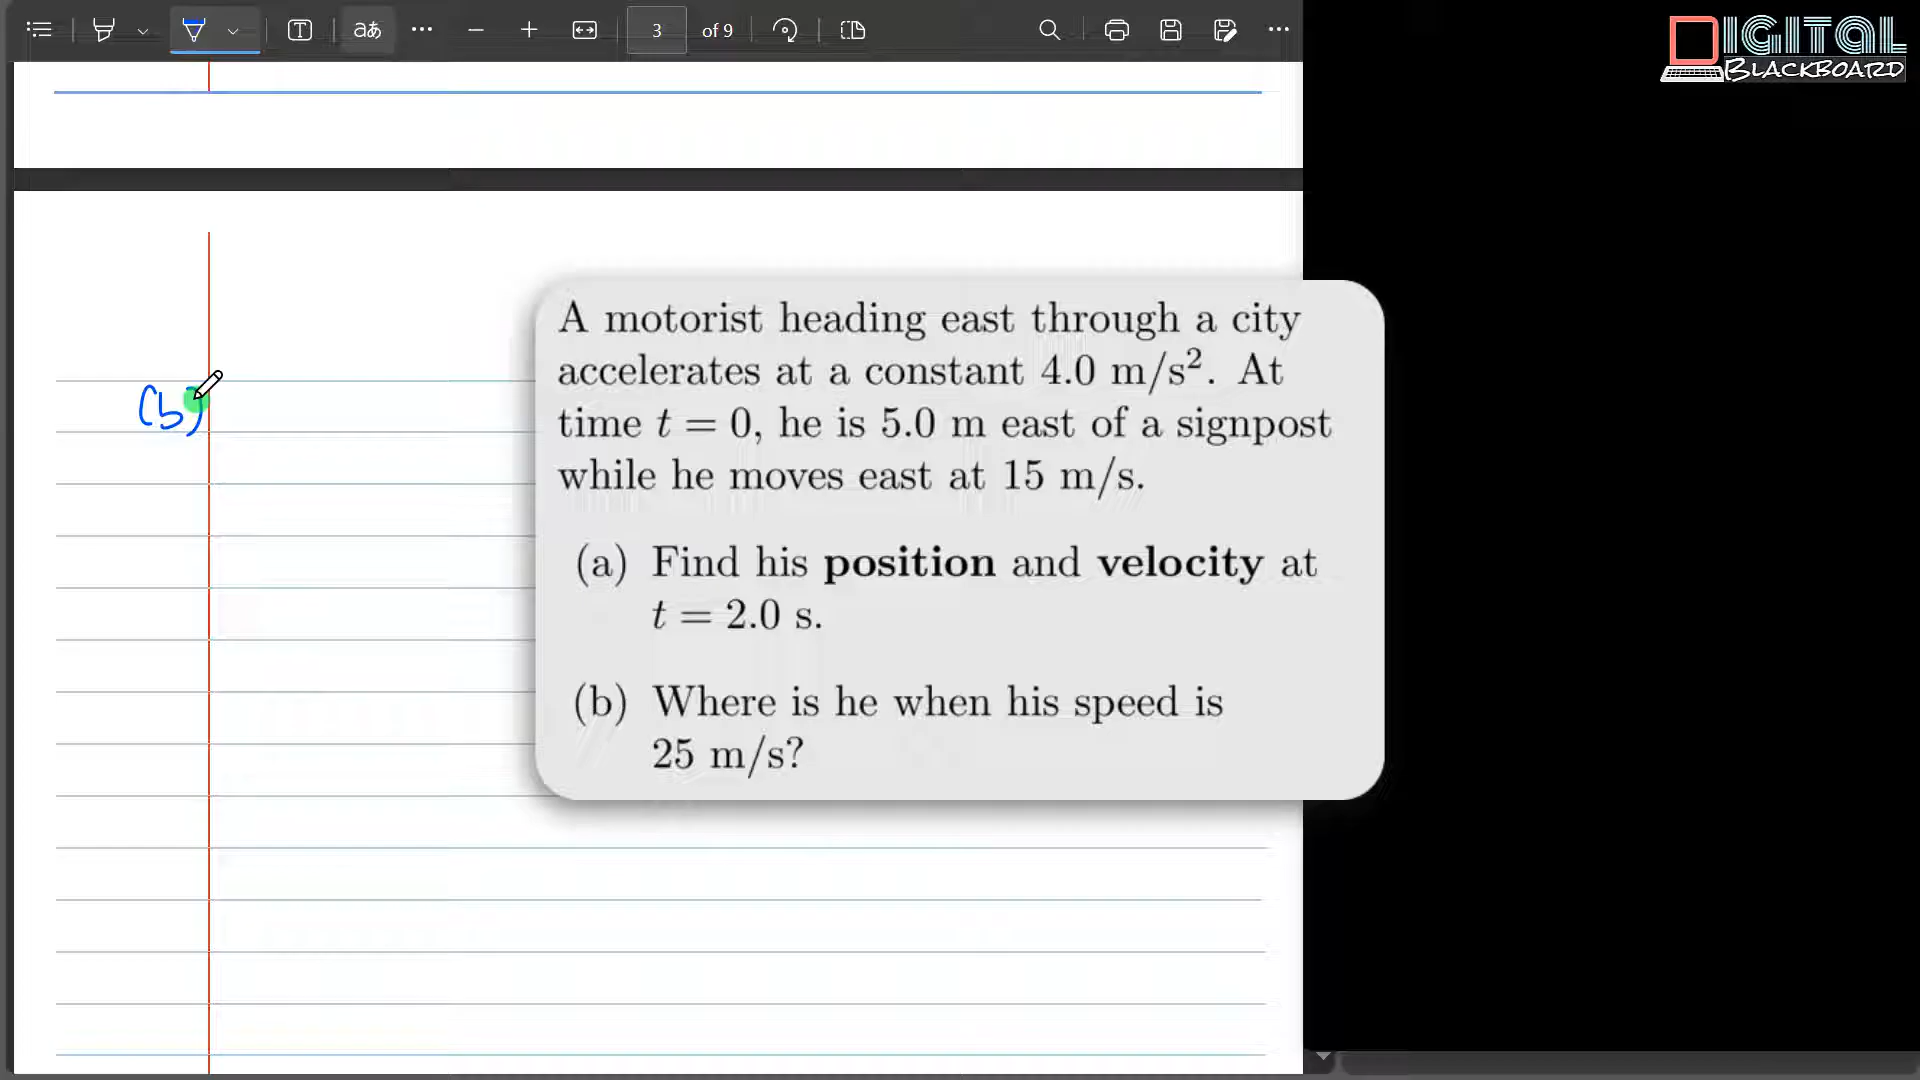 aあ
3 of 9
DIGITAL
BLACKBOARD
(b)
A motorist heading east through a city
accelerates at a constant 4.0 m/s². At
time t = 0, he is 5.0 m east of a signpost
while he moves east at 15 m/s.
(a) Find his position and velocity at
t = 2.0 s.
(b) Where is he when his speed is
25 m/s?